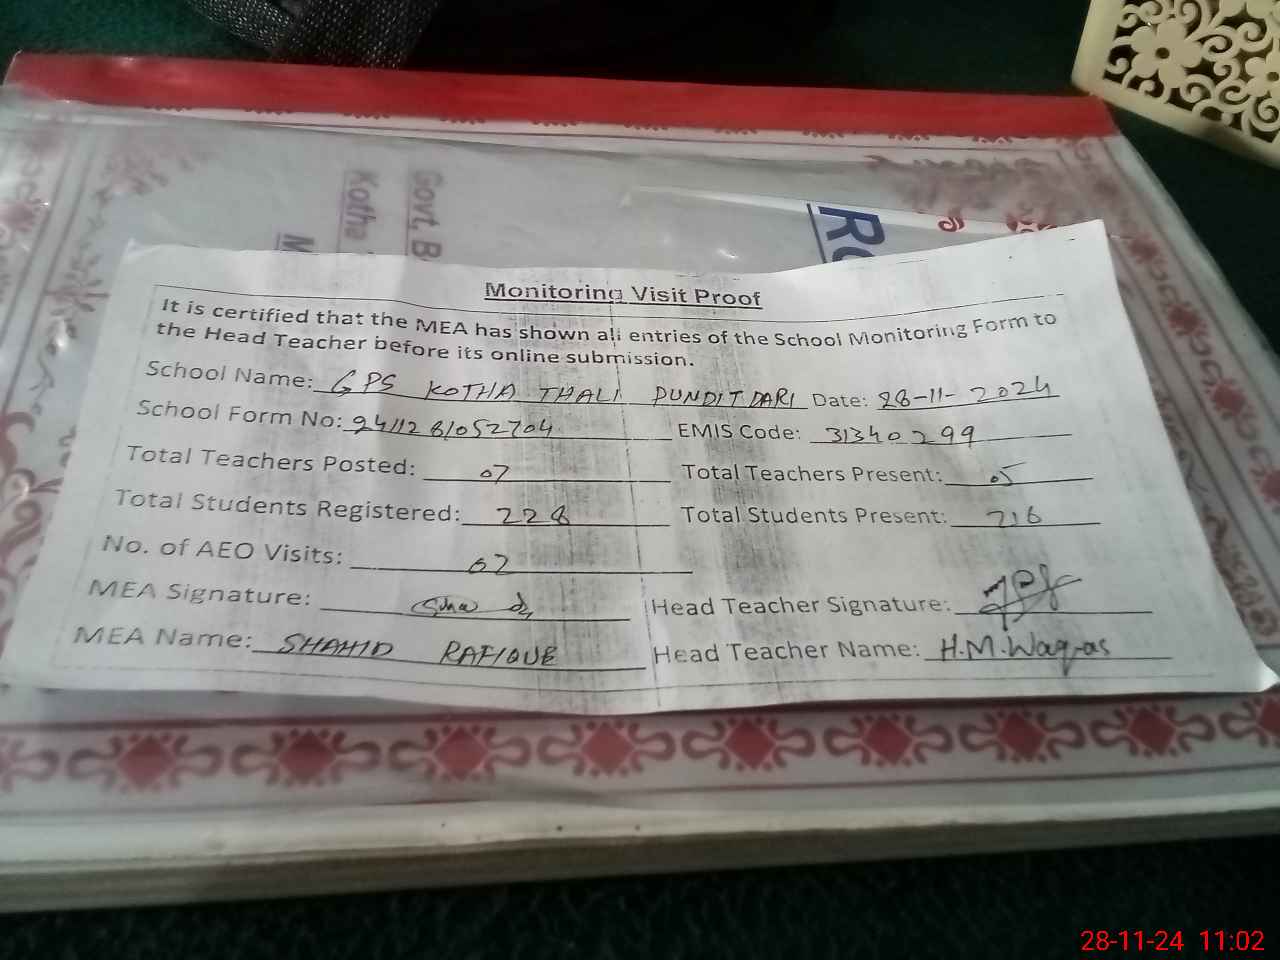 Govt, B
Kotha
M
Ro
Monitoring Visit Proof
It is certified that the MEA has shown all entries of the School Monitoring Form to
the Head Teacher before its online submission.
School Name: GPS KOTHA THALI PUNDIT DARI Date: 28-11-2024
School Form No: 2411281052704 EMIS Code: 31340299
Total Teachers Posted: 07 Total Teachers Present: 05
Total Students Registered: 228 Total Students Present: 216
No. of AEO Visits: 02
MEA Signature: Head Teacher Signature:
MEA Name: SHAHID RAFIQUE Head Teacher Name: H.M.Waqas
28-11-24 11:02